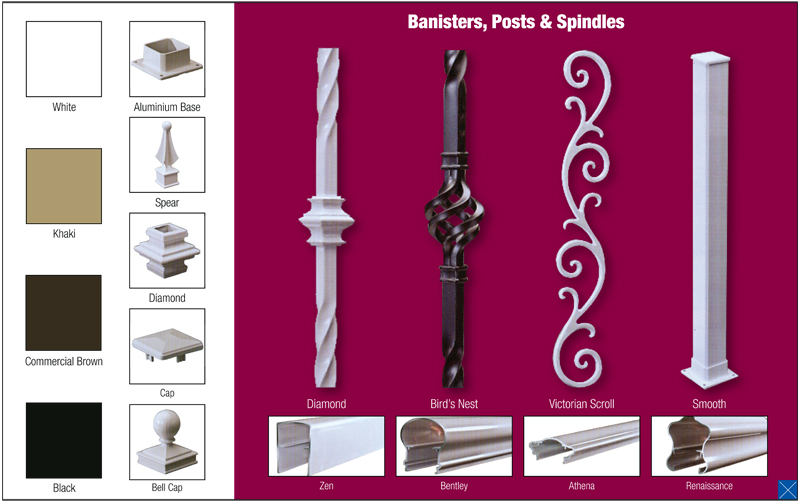 Banisters, Posts & Spindles
White
Aluminium Base
Spear
Khaki
Diamond
Commercial Brown
Cap
Black
Bell Cap
Diamond
Bird's Nest
Victorian Scroll
Smooth
Zen
Bentley
Athena
Renaissance